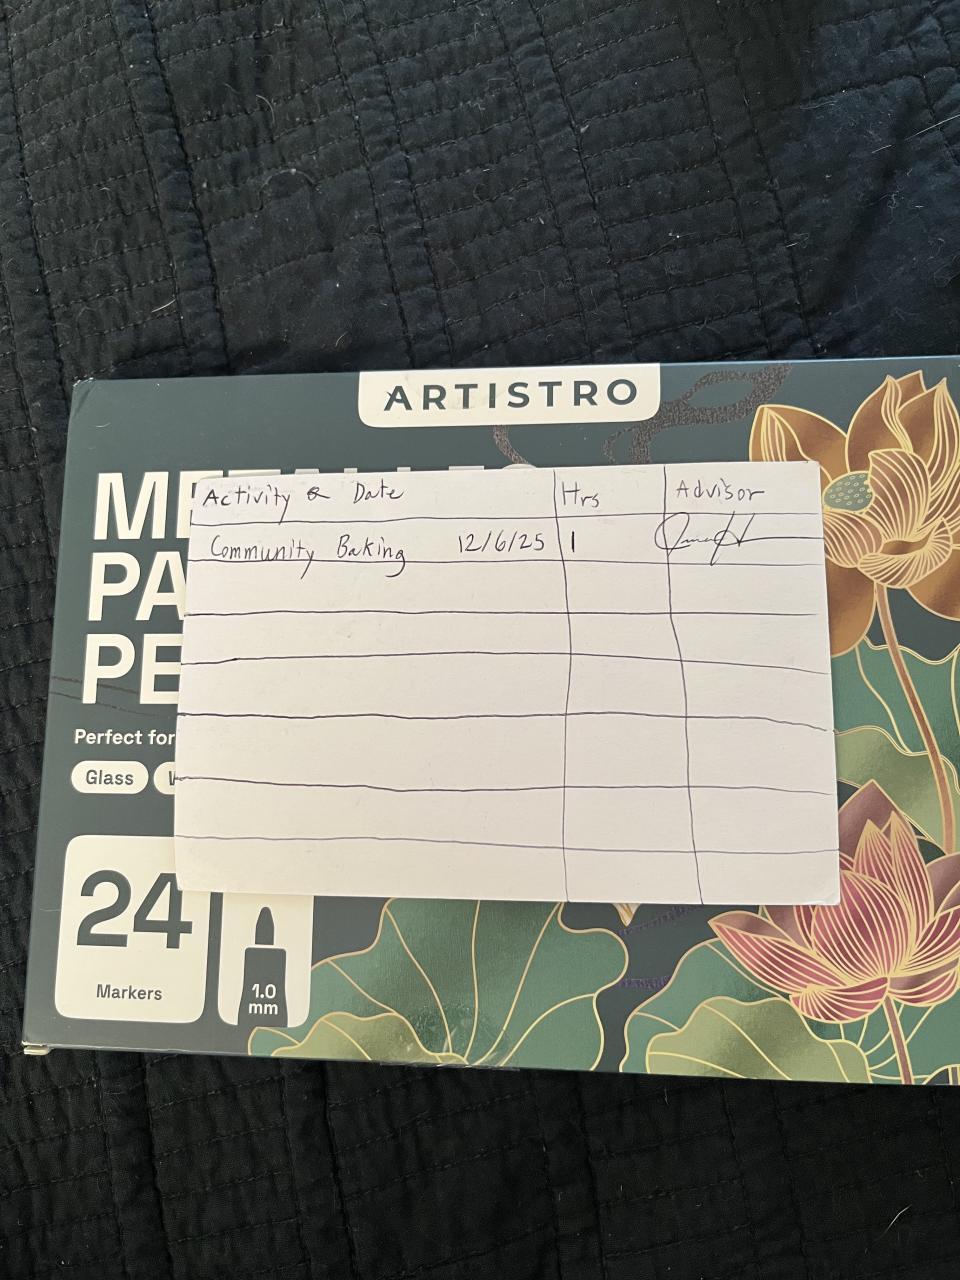 ARTISTRO
Activity & Date Hrs Advisor
Community Baking 12/6/25 1
Perfect for
Glass
24
Markers
1.0
mm